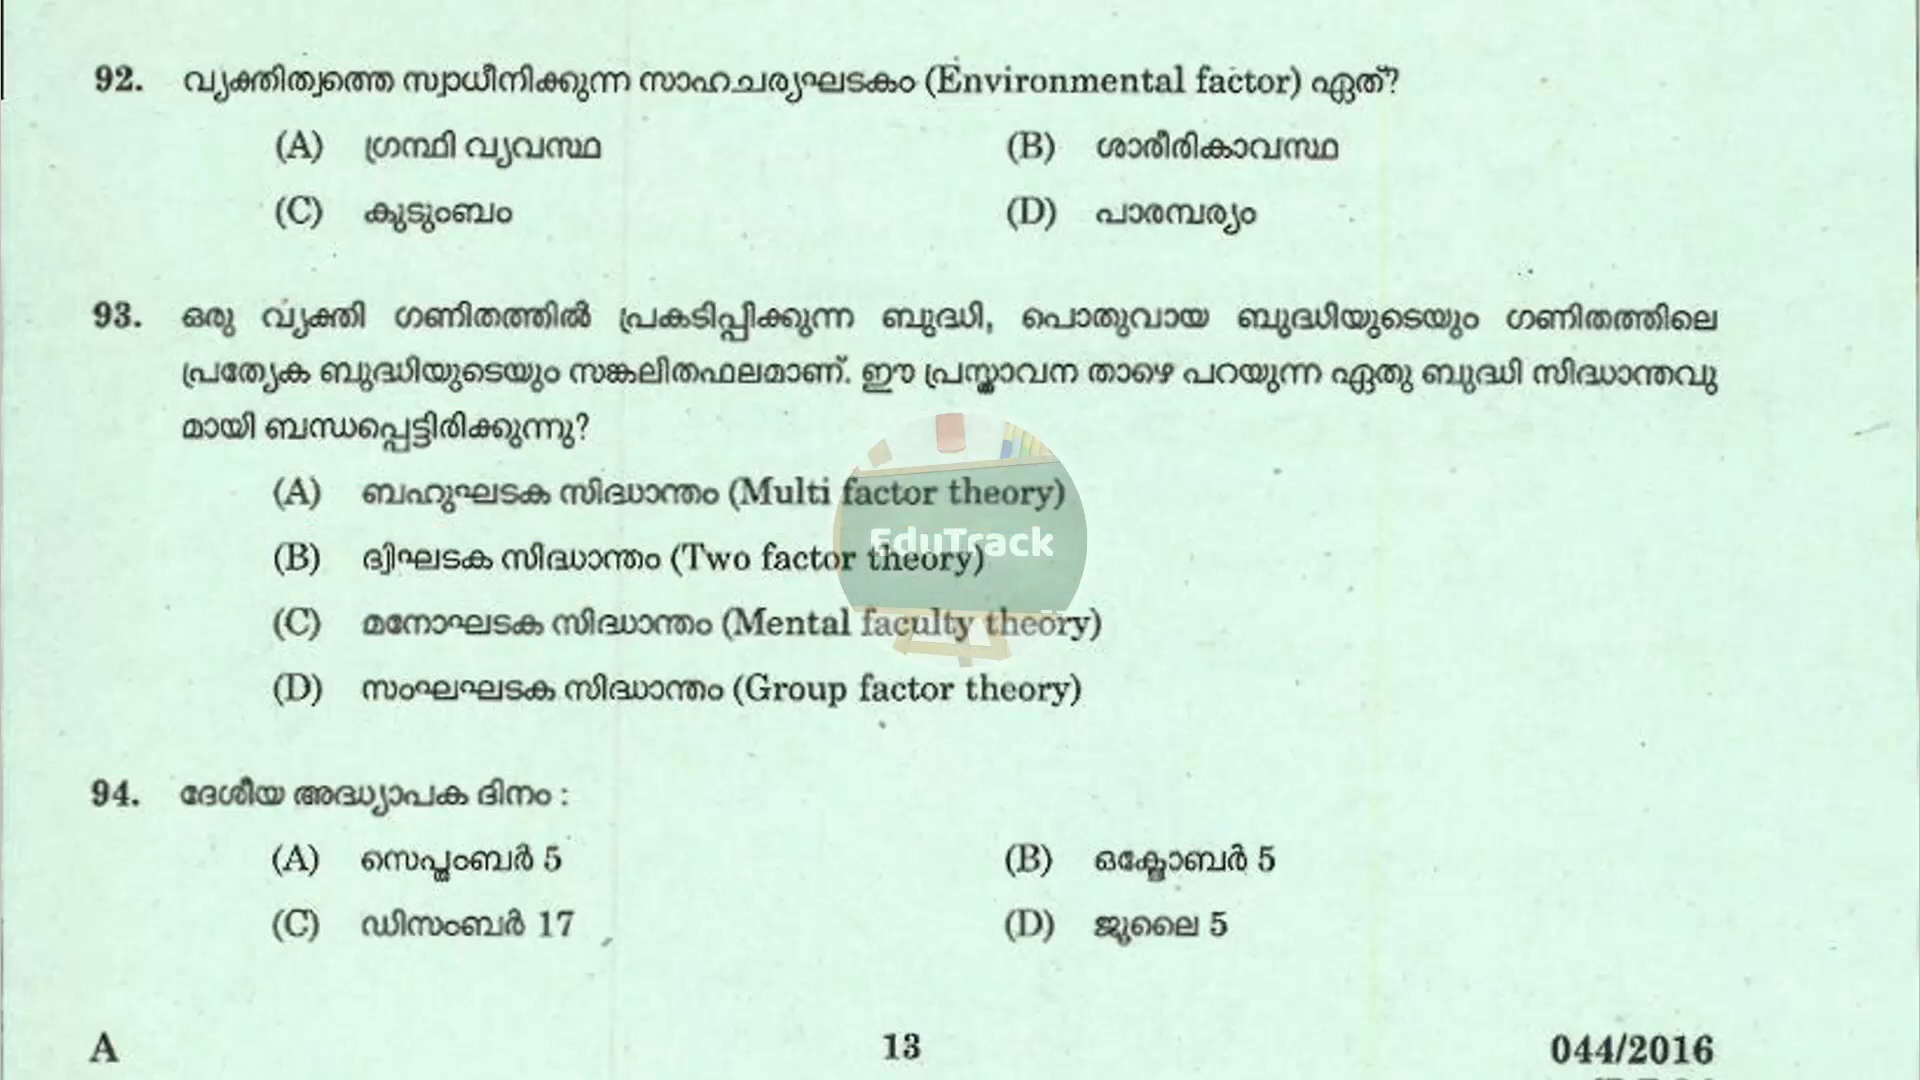 92. വ്യക്തിത്വത്തെ സ്വാധീനിക്കുന്ന സാഹചര്യഘടകം (Environmental factor) ഏത്?
(A) ഗ്രന്ഥി വ്യവസ്ഥ (B) ശാരീരികാവസ്ഥ
(C) കുടുംബം (D) പാരമ്പര്യം
93. ഒരു വ്യക്തി ഗണിതത്തിൽ പ്രകടിപ്പിക്കുന്ന ബുദ്ധി, പൊതുവായ ബുദ്ധിയുടെയും ഗണിതത്തിലെ
പ്രത്യേക ബുദ്ധിയുടെയും സങ്കലിതഫലമാണ്. ഈ പ്രസ്താവന താഴെ പറയുന്ന ഏതു ബുദ്ധി സിദ്ധാന്തവു
മായി ബന്ധപ്പെട്ടിരിക്കുന്നു?
(A) ബഹുഘടക സിദ്ധാന്തം (Multi factor theory)
EduTrack
(B) ദ്വിഘടക സിദ്ധാന്തം (Two factor theory)
(C) മനോഘടക സിദ്ധാന്തം (Mental faculty theory)
(D) സംഘഘടക സിദ്ധാന്തം (Group factor theory)
94. ദേശീയ അദ്ധ്യാപക ദിനം :
(A) സെപ്തംബർ 5 (B) ഒക്ടോബർ 5
(C) ഡിസംബർ 17 (D) ജൂലൈ 5
A 13 044/2016